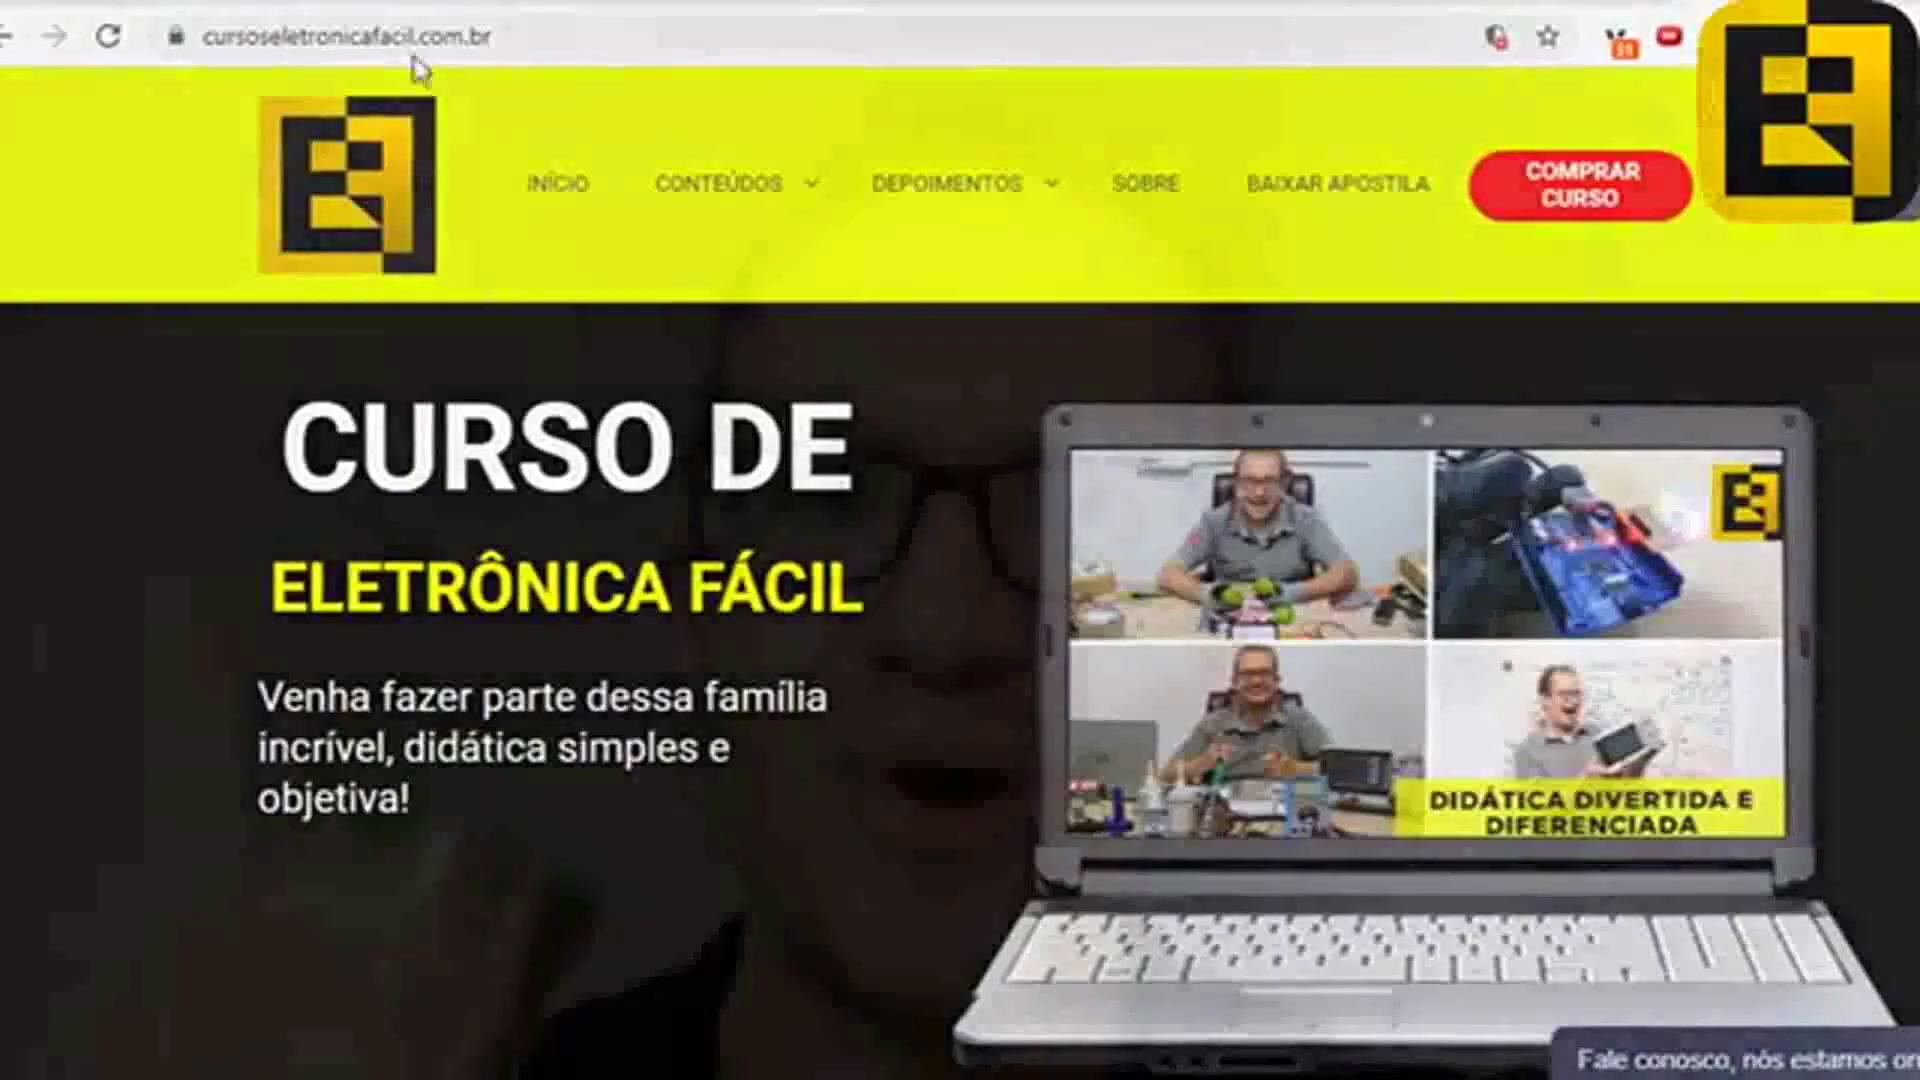 cursoseletronicafacil.com.br
INÍCIO
CONTEÚDOS
DEPOIMENTOS
SOBRE
BAIXAR APOSTILA
COMPRAR
CURSO
CURSO DE
ELETRÔNICA FÁCIL
Venha fazer parte dessa família
incrível, didática simples e
objetiva!
DIDÁTICA DIVERTIDA E
DIFERENCIADA
Fale conosco, nós estamos on